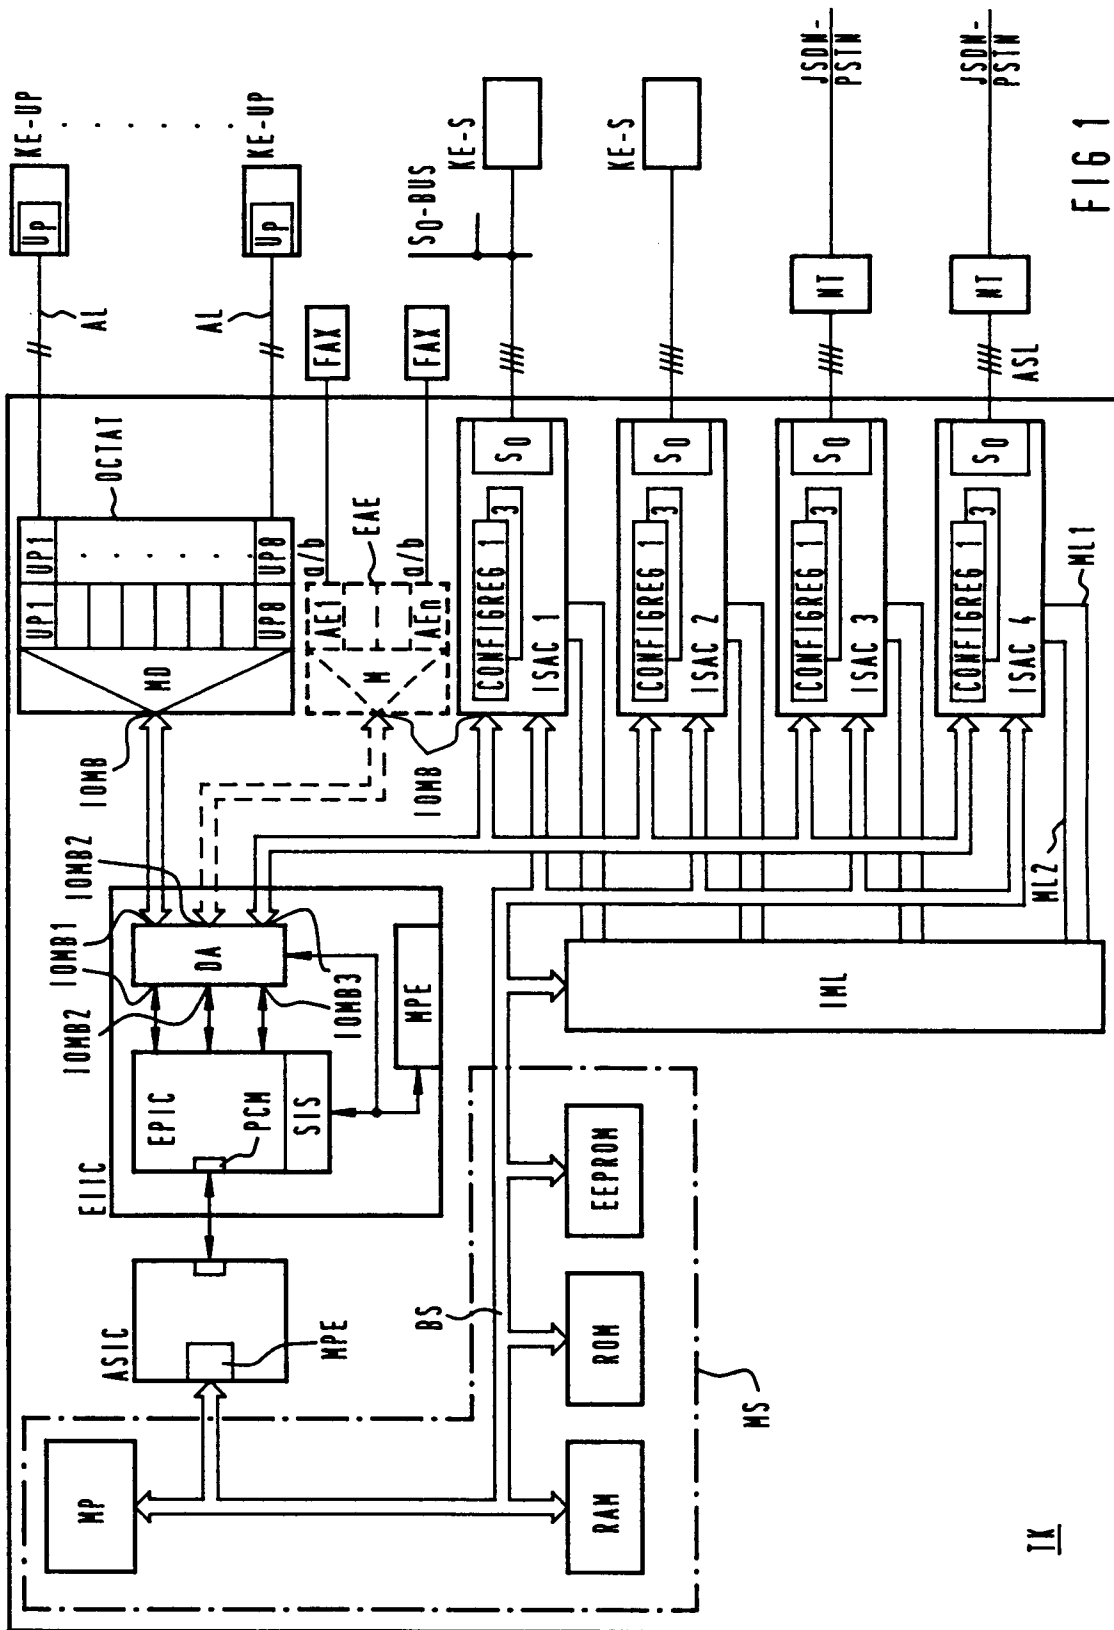 TK
MP
RAM
ROM
EEPROM
MS
BS
ASIC
MPE
EIIC
EPIC
PCM
SIS
MPE
DA
IOMB1
IOMB2
IOMB2
IOMB3
IML
IOMB
IOMB
MD
UP1
UP8
UP1
UP8
OCTAT
M
AE1
AEn
EAE
a/b
a/b
FAX
FAX
AL
AL
UP
UP
KE-UP
KE-UP
CONFIGREG 1
3
ISAC 1
S0
CONFIGREG 1
3
ISAC 2
S0
CONFIGREG 1
3
ISAC 3
S0
CONFIGREG 1
3
ISAC 4
S0
S0-BUS
KE-S
KE-S
NT
NT
ASL
JSDN-
PSTN
JSDN-
PSTN
ML1
ML2
FIG 1